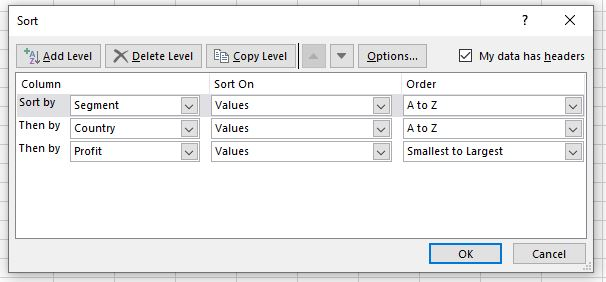 Sort
? ×
Add Level Delete Level Copy Level Options... My data has headers
Column Sort On Order
Sort by Segment Values A to Z
Then by Country Values A to Z
Then by Profit Values Smallest to Largest
OK Cancel